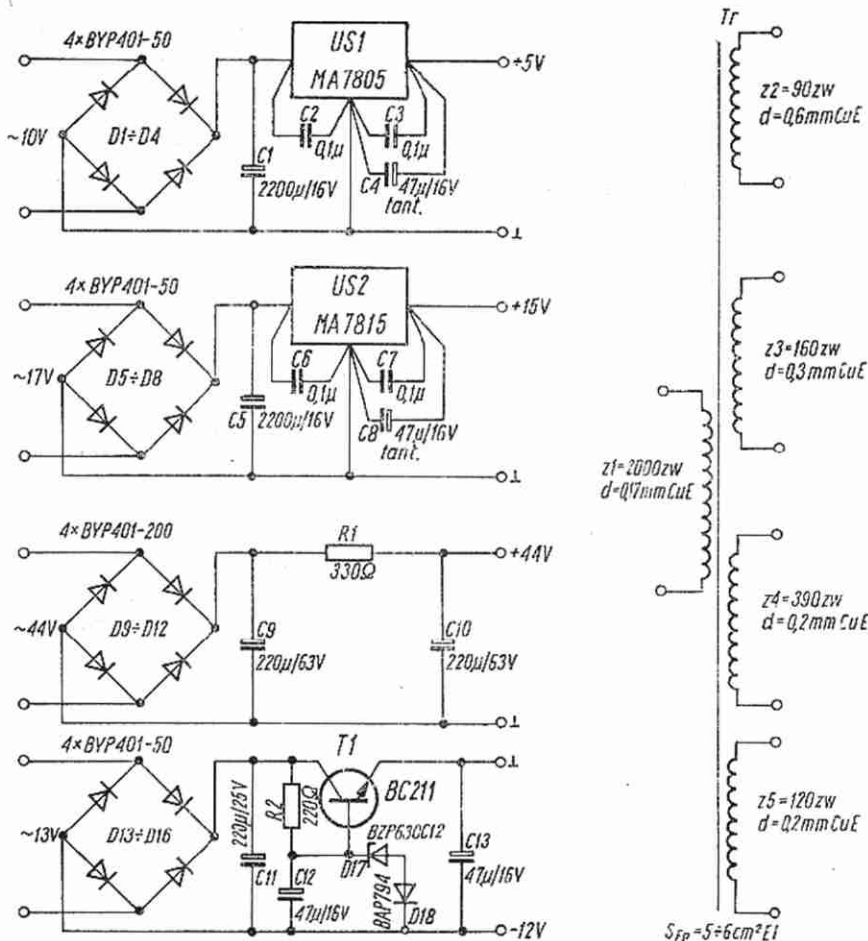 4×BYP401-50
US1
MA7805
+5V
~10V
D1÷D4
C1
2200µ/16V
C2
0,1µ
C3
0,1µ
C4
47µ/16V
tant.
⊥
4×BYP401-50
US2
MA7815
+15V
~17V
D5÷D8
C5
2200µ/16V
C6
0,1µ
C7
0,1µ
C8
47µ/16V
tant.
⊥
4×BYP401-200
R1
330Ω
+44V
~44V
D9÷D12
C9
220µ/63V
C10
220µ/63V
⊥
4×BYP401-50
T1
BC211
⊥
~13V
D13÷D16
220µ/25V
C11
R2
220Ω
C12
47µ/16V
D17
BZP630C12
BAP794
D18
C13
47µ/16V
-12V
Tr
z2=90zw
d=0,6mmCuE
z3=160zw
d=0,3mmCuE
z1=2000zw
d=0,17mmCuE
z4=390zw
d=0,2mmCuE
z5=120zw
d=0,2mmCuE
SFe=5÷6cm²EI